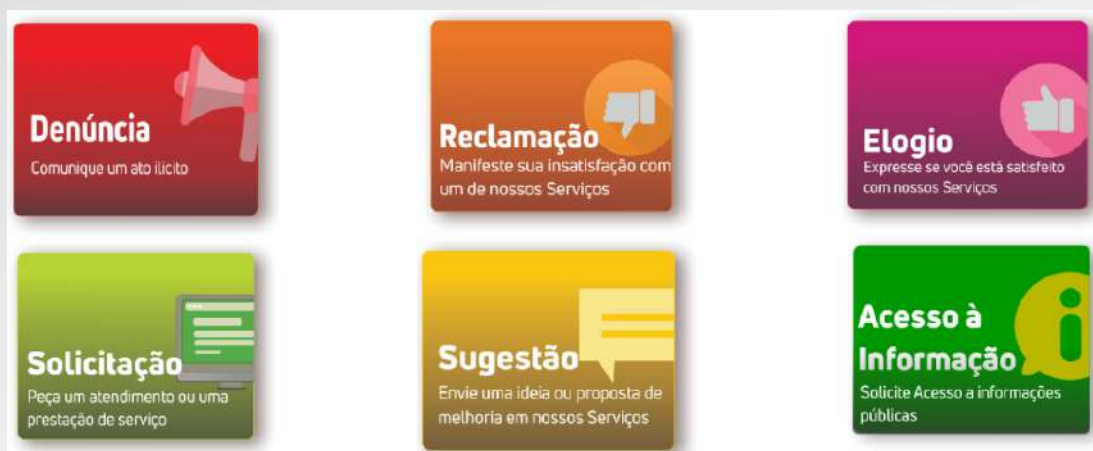 Denúncia
Comunique um ato ilícito
Reclamação
Manifeste sua insatisfação com
um de nossos Serviços
Elogio
Expresse se você está satisfeito
com nossos Serviços
Solicitação
Peça um atendimento ou uma
prestação de serviço
Sugestão
Envie uma ideia ou proposta de
melhoria em nossos Serviços
Acesso à
Informação
Solicite Acesso a informações
públicas